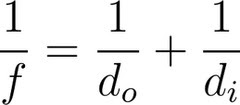 1/f = 1/d_o + 1/d_i